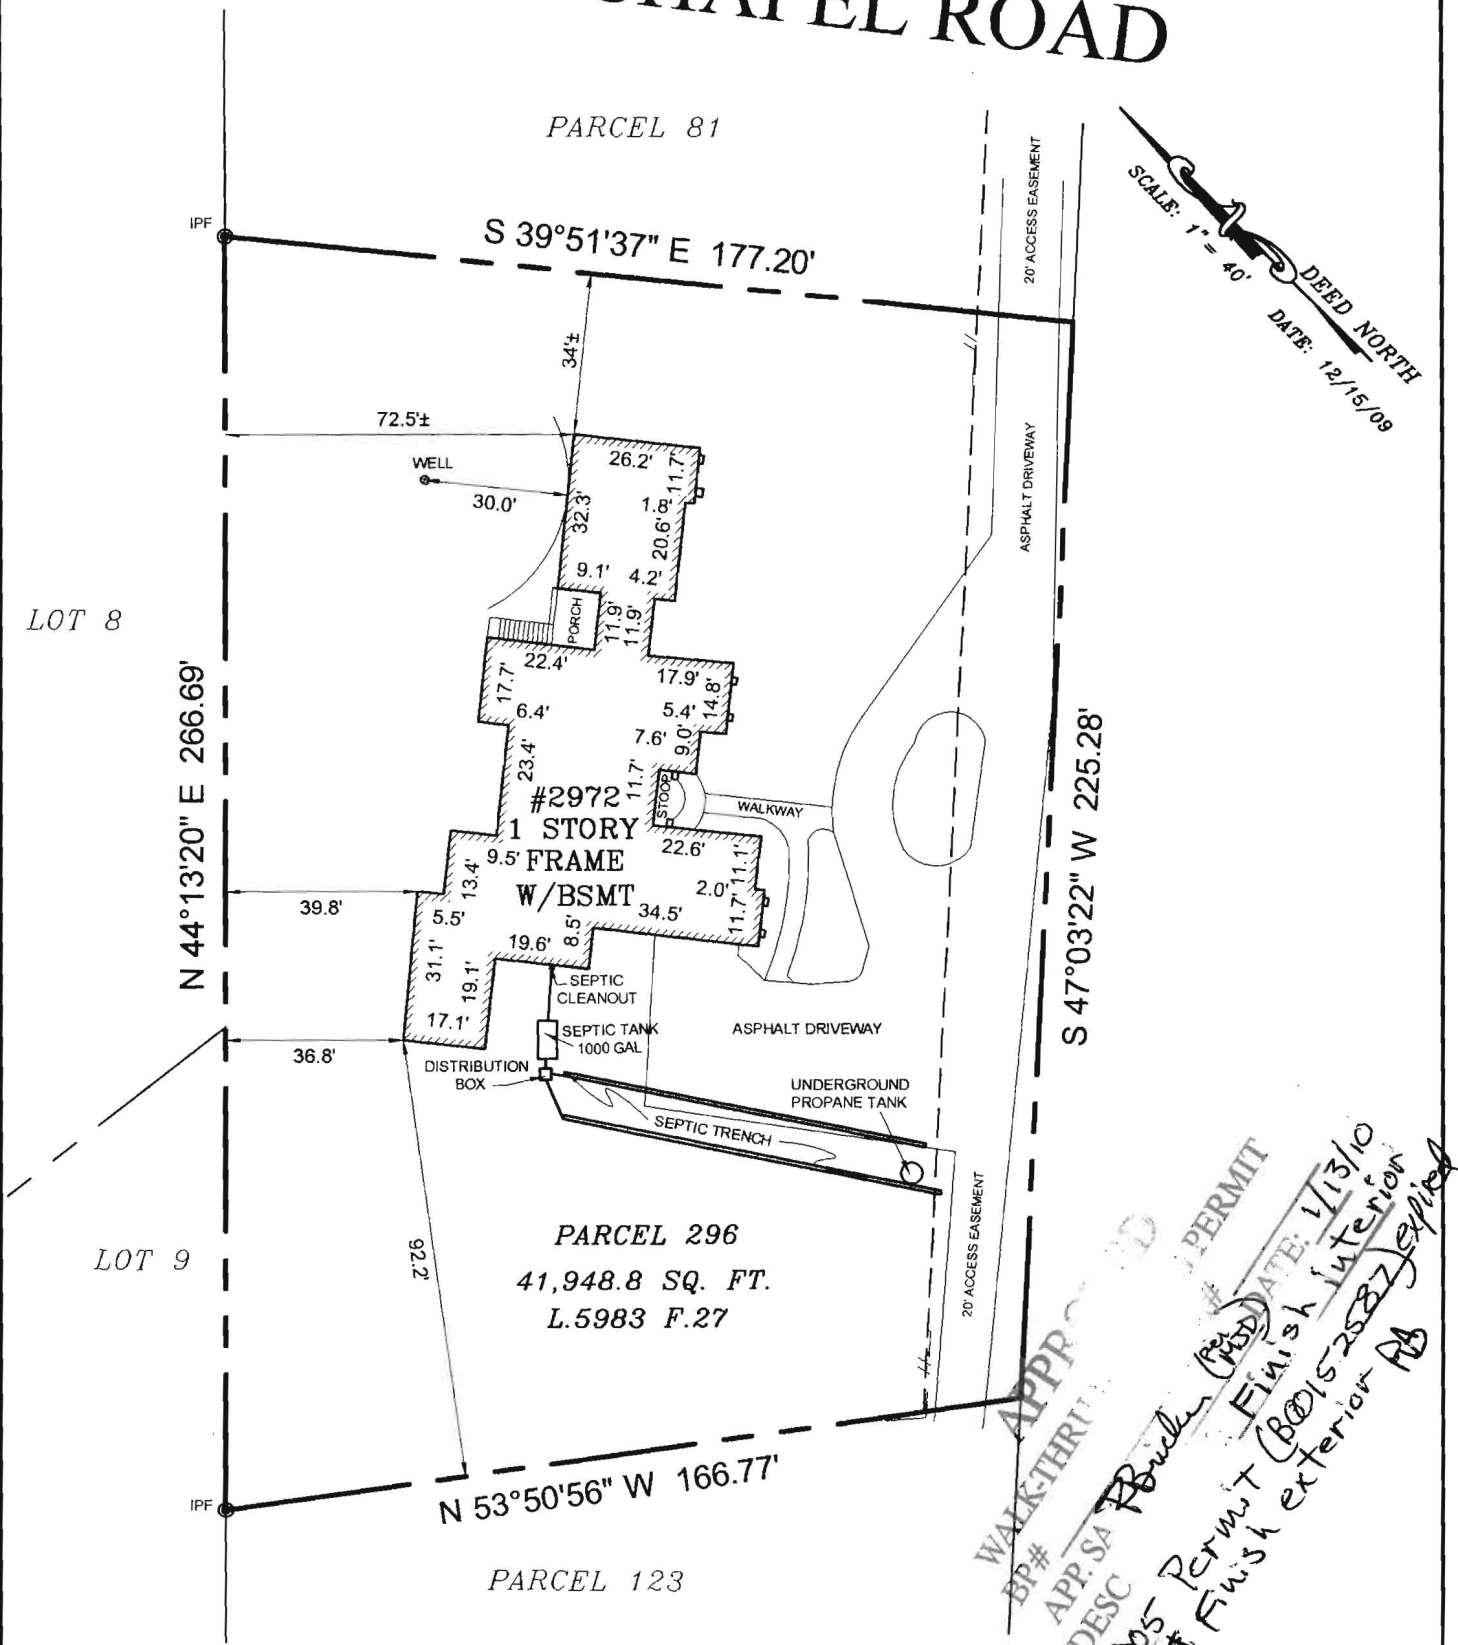 CHAPEL ROAD
PARCEL 81
20' ACCESS EASEMENT
SCALE: 1" = 40'
DEED NORTH
DATE: 12/15/09
IPF
S 39°51'37" E 177.20'
34'±
72.5'±
WELL
30.0'
26.2'
11.7'
1.8'
32.3'
20.6'
9.1'
4.2'
PORCH
11.9'
11.9'
ASPHALT DRIVEWAY
LOT 8
N 44°13'20" E 266.69'
22.4'
17.7'
17.9'
6.4'
5.4'
14.8'
7.6'
9.0'
23.4'
11.7'
STOOP
WALKWAY
#2972
1 STORY
FRAME
W/BSMT
22.6'
9.5'
13.4'
11.1'
2.0'
11.7'
34.5'
39.8'
5.5'
19.6'
8.5'
31.1'
19.1'
17.1'
36.8'
S 47°03'22" W 225.28'
SEPTIC
CLEANOUT
SEPTIC TANK
1000 GAL
ASPHALT DRIVEWAY
DISTRIBUTION
BOX
UNDERGROUND
PROPANE TANK
SEPTIC TRENCH
92.2'
LOT 9
PARCEL 296
41,948.8 SQ. FT.
L.5983 F.27
20' ACCESS EASEMENT
IPF
N 53°50'56" W 166.77'
PARCEL 123
WALK-THRU
PERMIT
BP#
APP. SA
DATE: 1/13/10
DESC
Finish interior
Permit (B00152587) expired
Finish exterior